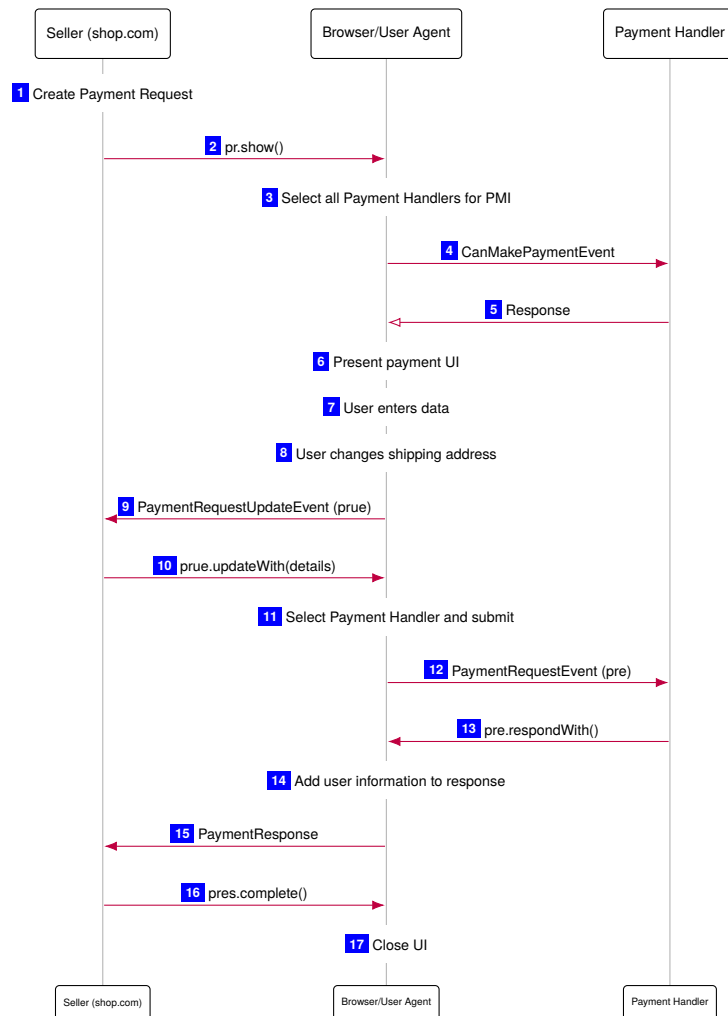 Seller (shop.com) Browser/User Agent Payment Handler
1 Create Payment Request
2 pr.show()
3 Select all Payment Handlers for PMI
4 CanMakePaymentEvent
5 Response
6 Present payment UI
7 User enters data
8 User changes shipping address
9 PaymentRequestUpdateEvent (prue)
10 prue.updateWith(details)
11 Select Payment Handler and submit
12 PaymentRequestEvent (pre)
13 pre.respondWith()
14 Add user information to response
15 PaymentResponse
16 pres.complete()
17 Close UI
Seller (shop.com) Browser/User Agent Payment Handler